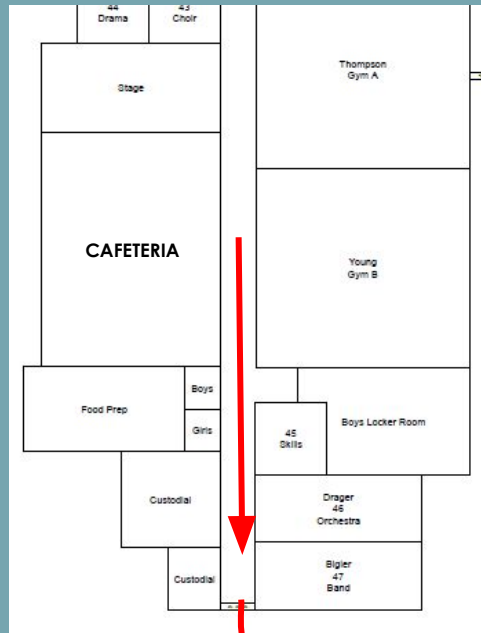 44
Drama
43
Choir
Thompson
Gym A
Stage
CAFETERIA
Young
Gym B
Boys
Food Prep
Girls
45
Skills
Boys Locker Room
Custodial
Drager
46
Orchestra
Custodial
Bigler
47
Band